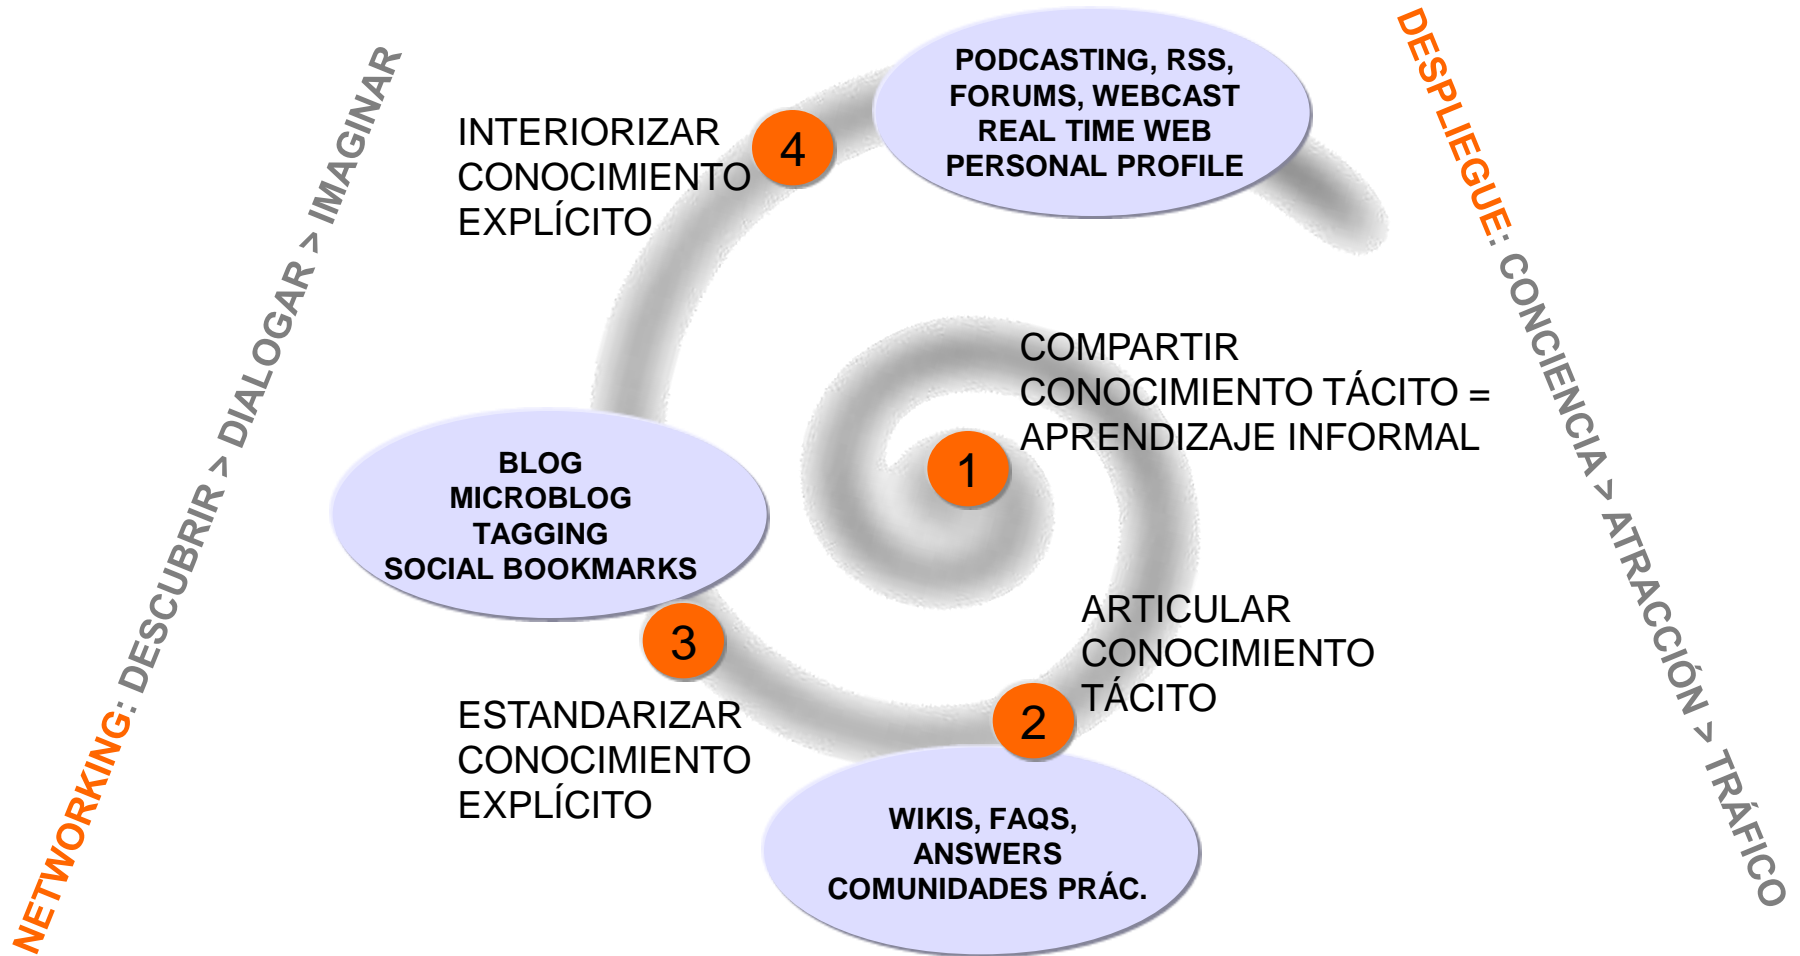 NETWORKING: DESCUBRIR > DIALOGAR > IMAGINAR
INTERIORIZAR
CONOCIMIENTO
EXPLÍCITO
4
PODCASTING, RSS,
FORUMS, WEBCAST
REAL TIME WEB
PERSONAL PROFILE
DESPLIEGUE: CONCIENCIA > ATRACCIÓN > TRÁFICO
COMPARTIR
CONOCIMIENTO TÁCITO =
APRENDIZAJE INFORMAL
1
BLOG
MICROBLOG
TAGGING
SOCIAL BOOKMARKS
3
ESTANDARIZAR
CONOCIMIENTO
EXPLÍCITO
ARTICULAR
CONOCIMIENTO
TÁCITO
2
WIKIS, FAQS,
ANSWERS
COMUNIDADES PRÁC.